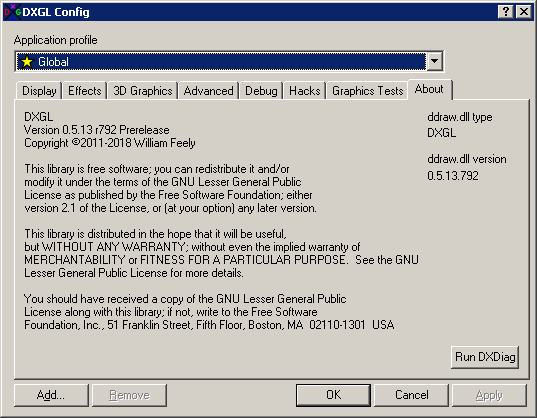 DXGL Config
Application profile
Global
Display Effects 3D Graphics Advanced Debug Hacks Graphics Tests About
DXGL
Version 0.5.13 r792 Prerelease
Copyright ©2011-2018 William Feely
This library is free software; you can redistribute it and/or
modify it under the terms of the GNU Lesser General Public
License as published by the Free Software Foundation; either
version 2.1 of the License, or (at your option) any later version.
This library is distributed in the hope that it will be useful,
but WITHOUT ANY WARRANTY; without even the implied warranty of
MERCHANTABILITY or FITNESS FOR A PARTICULAR PURPOSE.  See the GNU
Lesser General Public License for more details.
You should have received a copy of the GNU Lesser General Public
License along with this library; if not, write to the Free Software
Foundation, Inc., 51 Franklin Street, Fifth Floor, Boston, MA  02110-1301  USA
ddraw.dll type
DXGL
ddraw.dll version
0.5.13.792
Run DXDiag
Add... Remove OK Cancel Apply